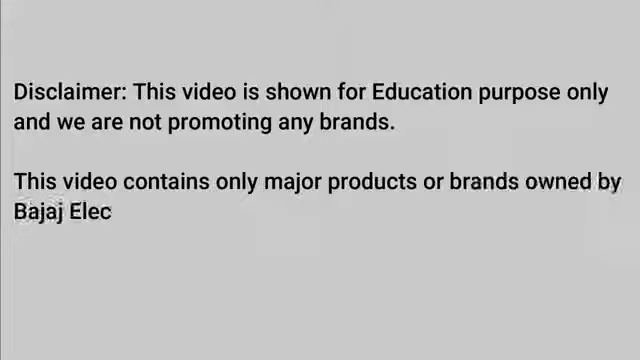 Disclaimer: This video is shown for Education purpose only
and we are not promoting any brands.
This video contains only major products or brands owned by
Bajaj Elec